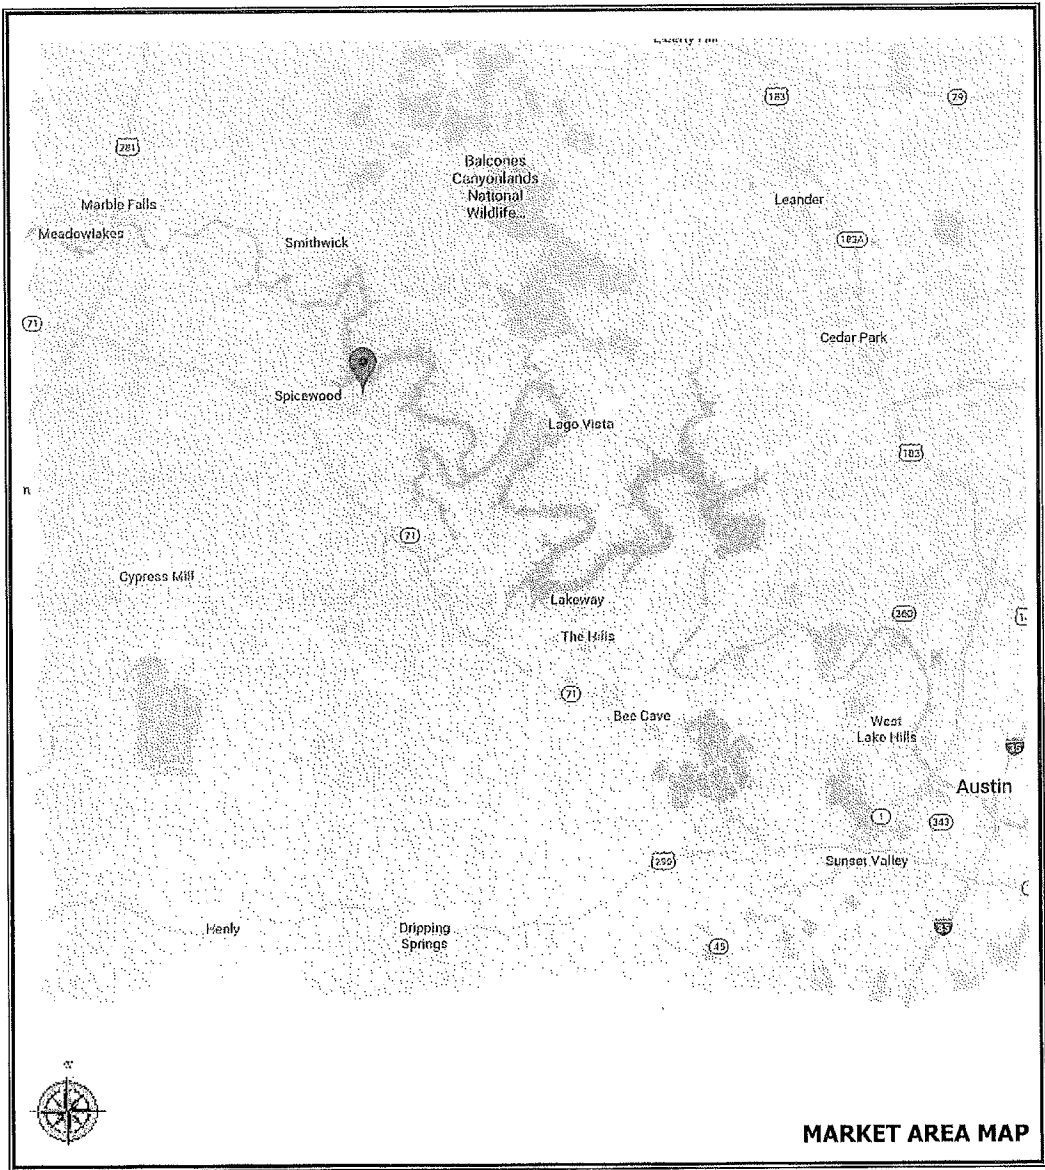 Liberty Hill
183
79
281
Balcones
Canyonlands
National
Wildlife...
Marble Falls
Leander
Meadowlakes
Smithwick
183A
71
Cedar Park
Spicewood
Lago Vista
183
n
71
Cypress Mill
Lakeway
360
The Hills
71
Bee Cave
West
Lake Hills
35
Austin
1
343
290
Sunset Valley
Henly
Dripping
Springs
45
35
MARKET AREA MAP